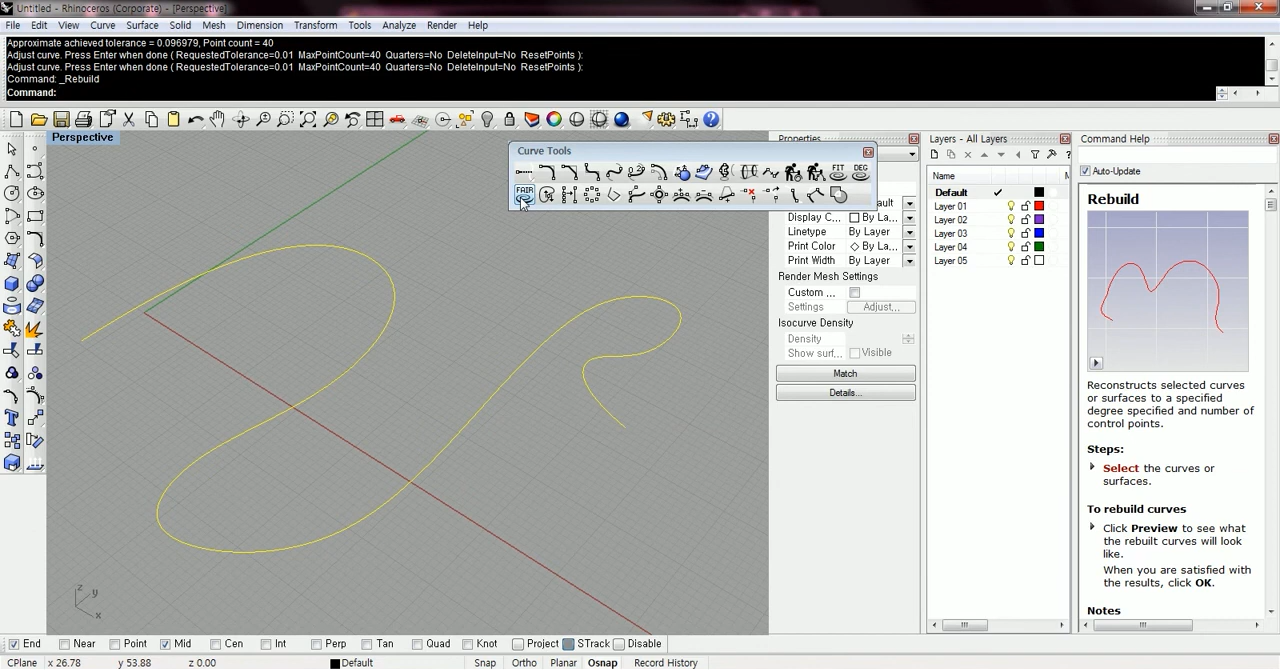 Untitled - Rhinoceros (Corporate) - [Perspective]
File Edit View Curve Surface Solid Mesh Dimension Transform Tools Analyze Render Help
Approximate achieved tolerance = 0.096979, Point count = 40
Adjust curve. Press Enter when done ( RequestedTolerance=0.01 MaxPointCount=40 Quarters=No DeleteInput=No ResetPoints ):
Adjust curve. Press Enter when done ( RequestedTolerance=0.01 MaxPointCount=40 Quarters=No DeleteInput=No ResetPoints ):
Command: _Rebuild
Command:
Perspective
Curve Tools
FIT DEG
FAIR
z
y
x
Properties
Display C... By La...
Linetype By Layer
Print Color By La...
Print Width By Layer
Render Mesh Settings
Custom ...
Settings Adjust...
Isocurve Density
Density
Show surf... Visible
Match
Details...
Layers - All Layers
Name
Default
Layer 01
Layer 02
Layer 03
Layer 04
Layer 05
Command Help
Auto-Update
Rebuild
Reconstructs selected curves
or surfaces to a specified
degree specified and number of
control points.
Steps:
Select the curves or
surfaces.
To rebuild curves
Click Preview to see what
the rebuilt curves will look
like.
When you are satisfied with
the results, click OK.
Notes
End Near Point Mid Cen Int Perp Tan Quad Knot Project STrack Disable
CPlane x 26.78 y 53.88 z 0.00 Default Snap Ortho Planar Osnap Record History